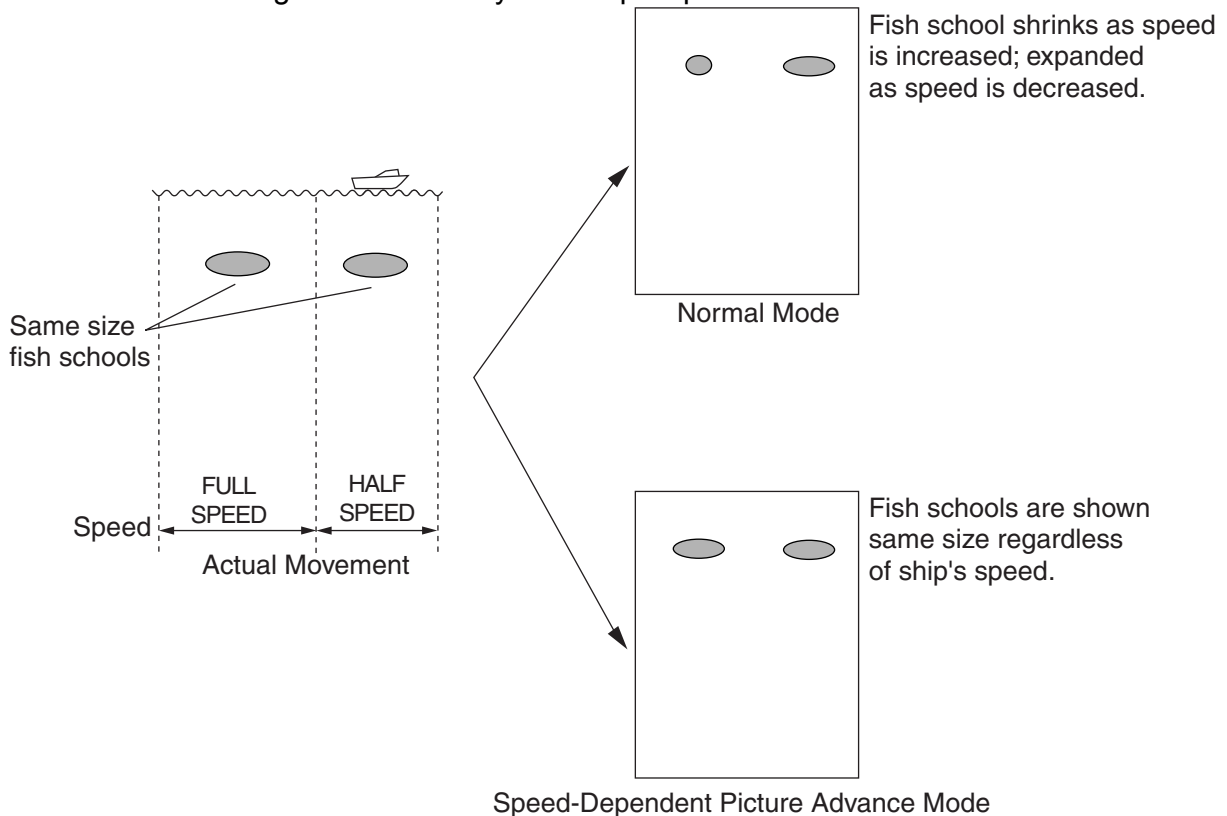 Fish school shrinks as speed
is increased; expanded
as speed is decreased.
Normal Mode
Same size
fish schools
FULL
SPEED
HALF
SPEED
Speed
Actual Movement
Fish schools are shown
same size regardless
of ship's speed.
Speed-Dependent Picture Advance Mode